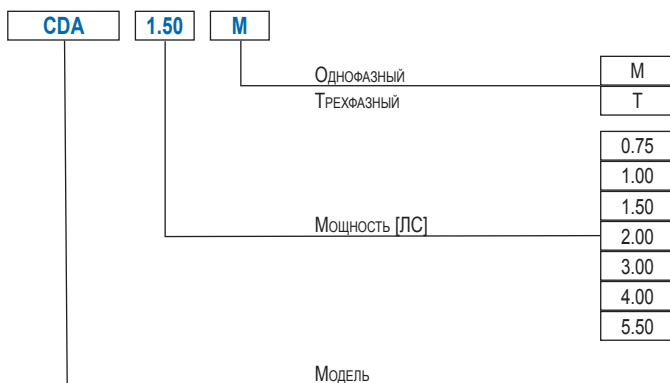 CDA 1.50 M
Однофазный M
Трехфазный T
0.75
1.00
1.50
Мощность [ЛС]
2.00
3.00
4.00
5.50
Модель